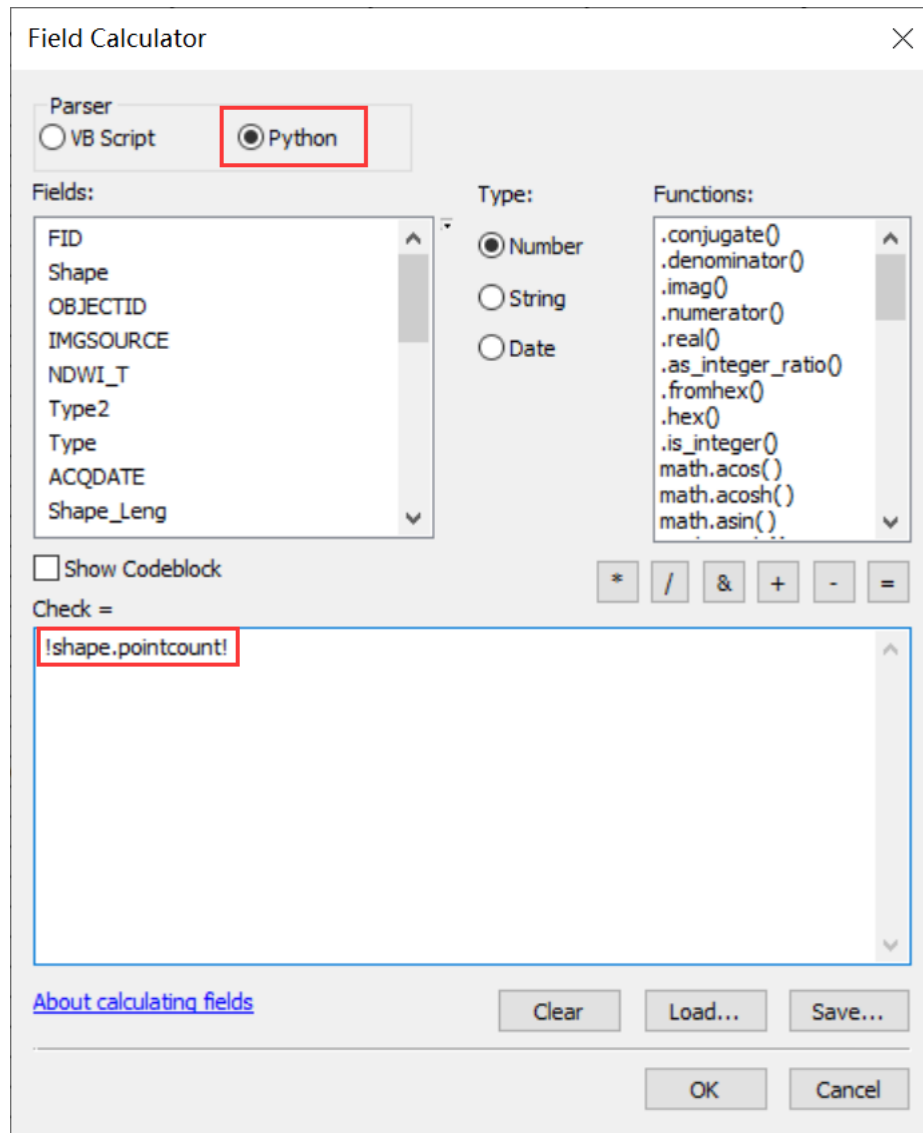 Field Calculator
Parser
VB Script
Python
Fields:
Type:
Functions:
FID
Shape
OBJECTID
IMGSOURCE
NDWI_T
Type2
Type
ACQDATE
Shape_Leng
Number
String
Date
.conjugate()
.denominator()
.imag()
.numerator()
.real()
.as_integer_ratio()
.fromhex()
.hex()
.is_integer()
math.acos( )
math.acosh( )
math.asin( )
Show Codeblock
* / & + - =
Check =
!shape.pointcount!
About calculating fields
Clear
Load...
Save...
OK
Cancel